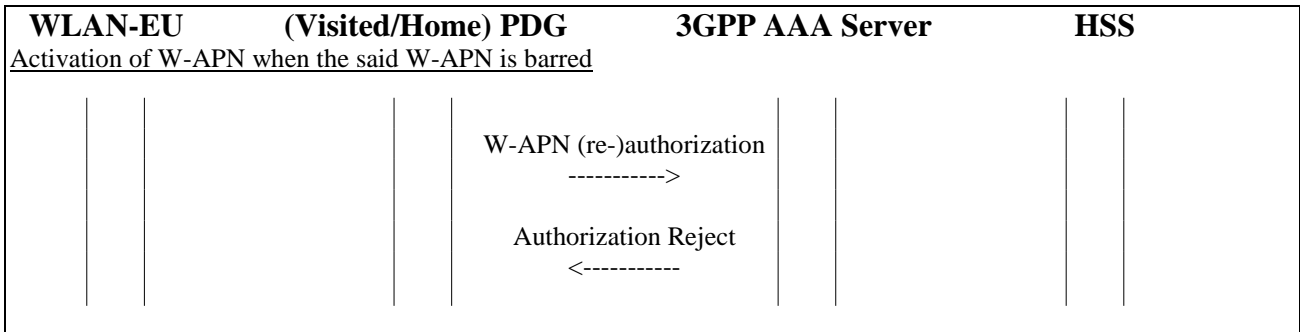 WLAN-EU (Visited/Home) PDG 3GPP AAA Server HSS
Activation of W-APN when the said W-APN is barred
W-APN (re-)authorization
----------->
Authorization Reject
<-----------